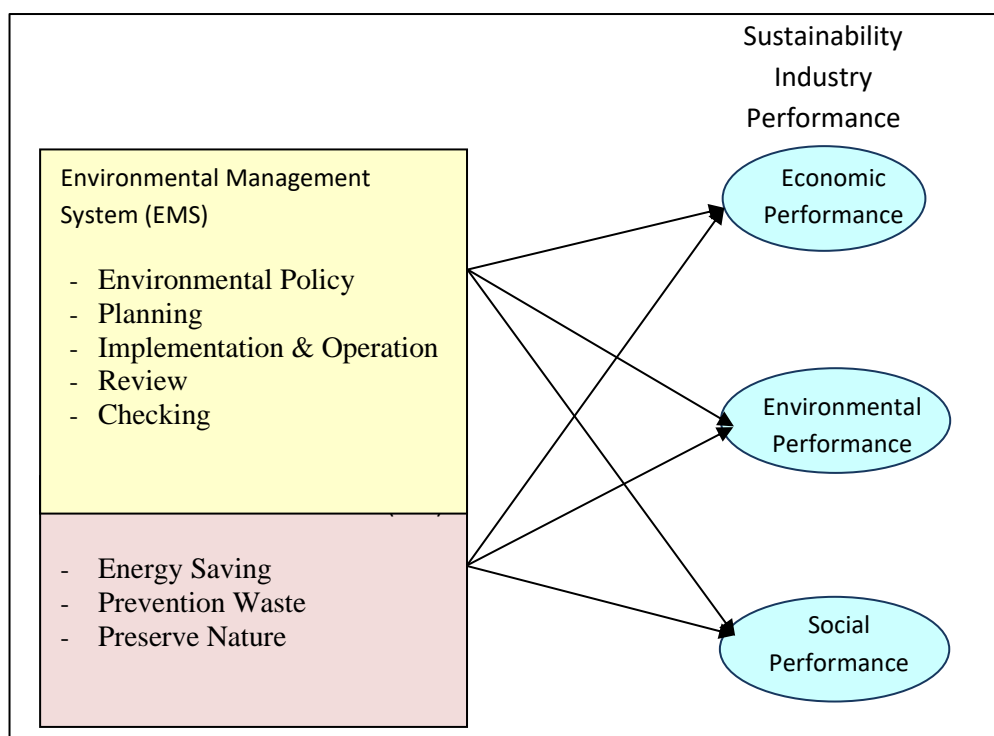 Sustainability
Industry
Performance
Environmental Management
System (EMS)
- Environmental Policy
- Planning
- Implementation & Operation
- Review
- Checking
- Energy Saving
- Prevention Waste
- Preserve Nature
Economic
Performance
Environmental
Performance
Social
Performance